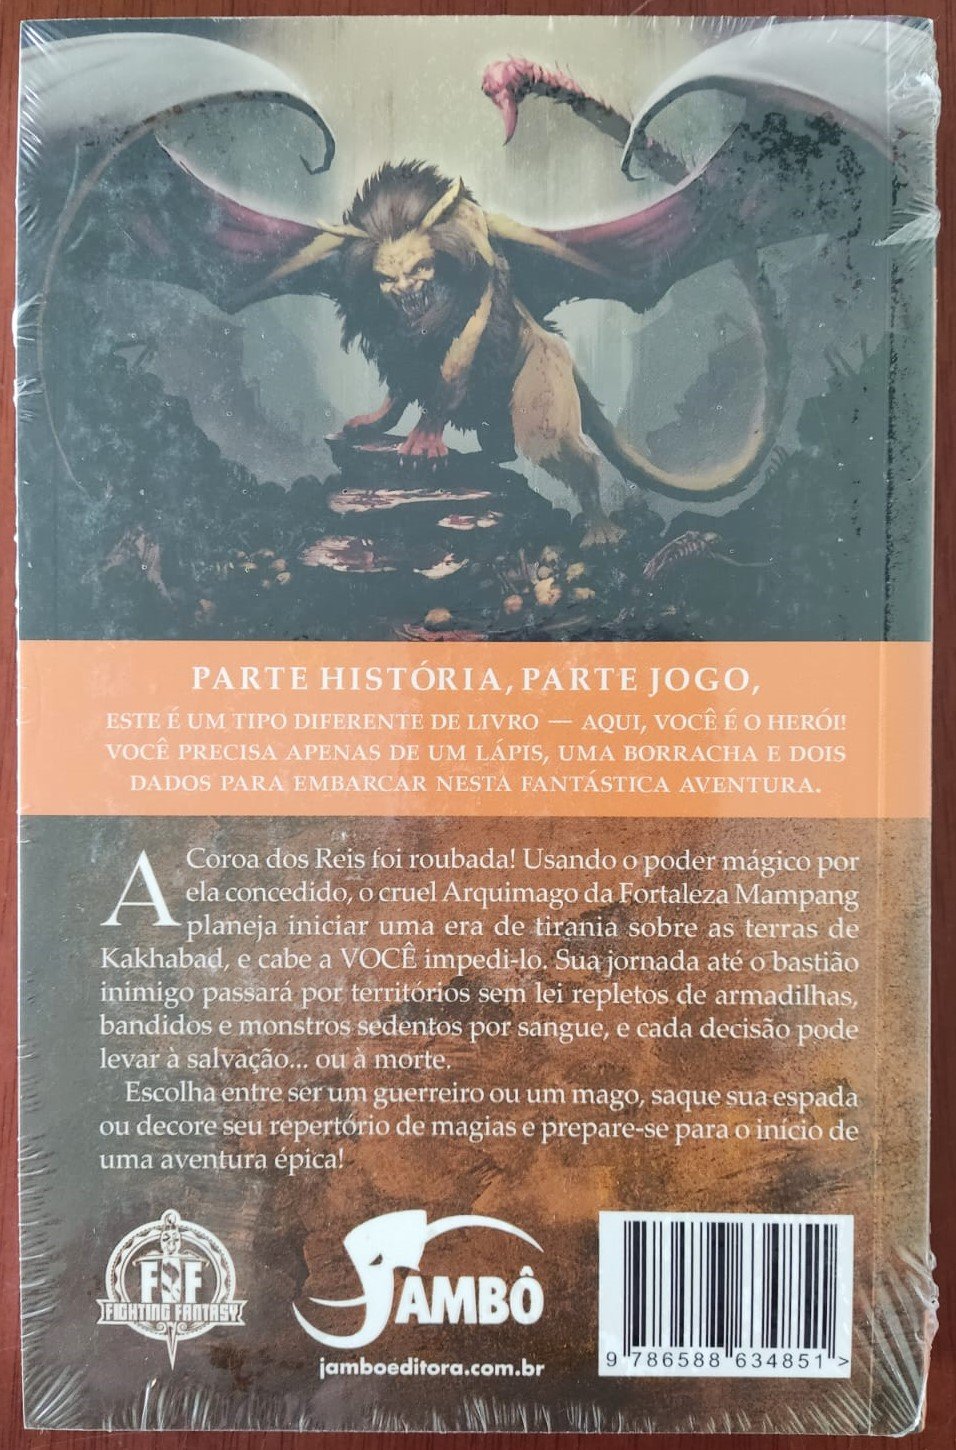 PARTE HISTÓRIA, PARTE JOGO,
ESTE É UM TIPO DIFERENTE DE LIVRO — AQUI, VOCÊ É O HERÓI!
VOCÊ PRECISA APENAS DE UM LÁPIS, UMA BORRACHA E DOIS
DADOS PARA EMBARCAR NESTA FANTÁSTICA AVENTURA.
A Coroa dos Reis foi roubada! Usando o poder mágico por
ela concedido, o cruel Arquimago da Fortaleza Mampang
planeja iniciar uma era de tirania sobre as terras de
Kakhabad, e cabe a VOCÊ impedi-lo. Sua jornada até o bastião
inimigo passará por territórios sem lei repletos de armadilhas,
bandidos e monstros sedentos por sangue, e cada decisão pode
levar à salvação... ou à morte.
Escolha entre ser um guerreiro ou um mago, saque sua espada
ou decore seu repertório de magias e prepare-se para o início de
uma aventura épica!
FF
FIGHTING FANTASY
JAMBÔ
jamboeditora.com.br
9 786588 634851 >